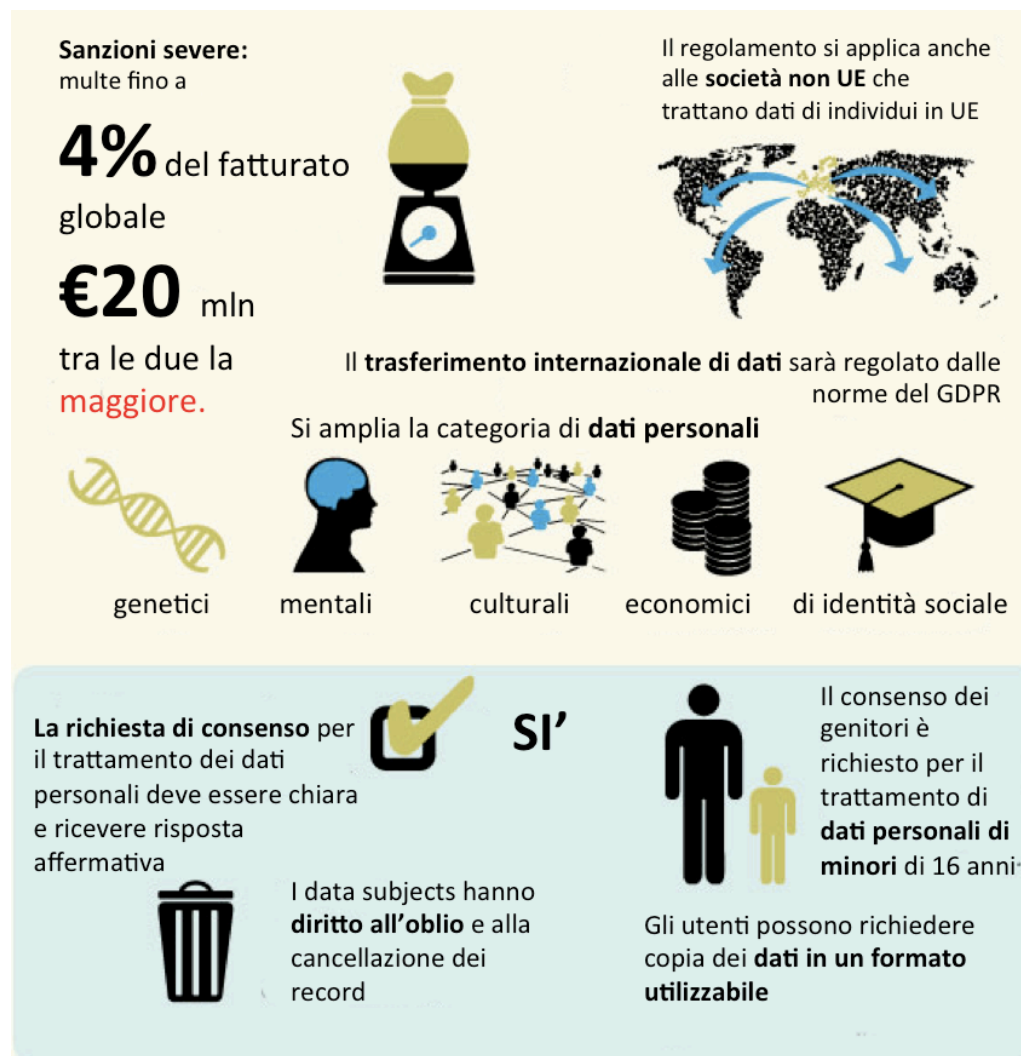 Sanzioni severe:
multe fino a
4% del fatturato
globale
€20 mln
tra le due la
maggiore.
Il regolamento si applica anche
alle società non UE che
trattano dati di individui in UE
Il trasferimento internazionale di dati sarà regolato dalle
norme del GDPR
Si amplia la categoria di dati personali
genetici
mentali
culturali
economici
di identità sociale
La richiesta di consenso per
il trattamento dei dati
personali deve essere chiara
e ricevere risposta
affermativa
SI’
Il consenso dei
genitori è
richiesto per il
trattamento di
dati personali di
minori di 16 anni
I data subjects hanno
diritto all’oblio e alla
cancellazione dei
record
Gli utenti possono richiedere
copia dei dati in un formato
utilizzabile